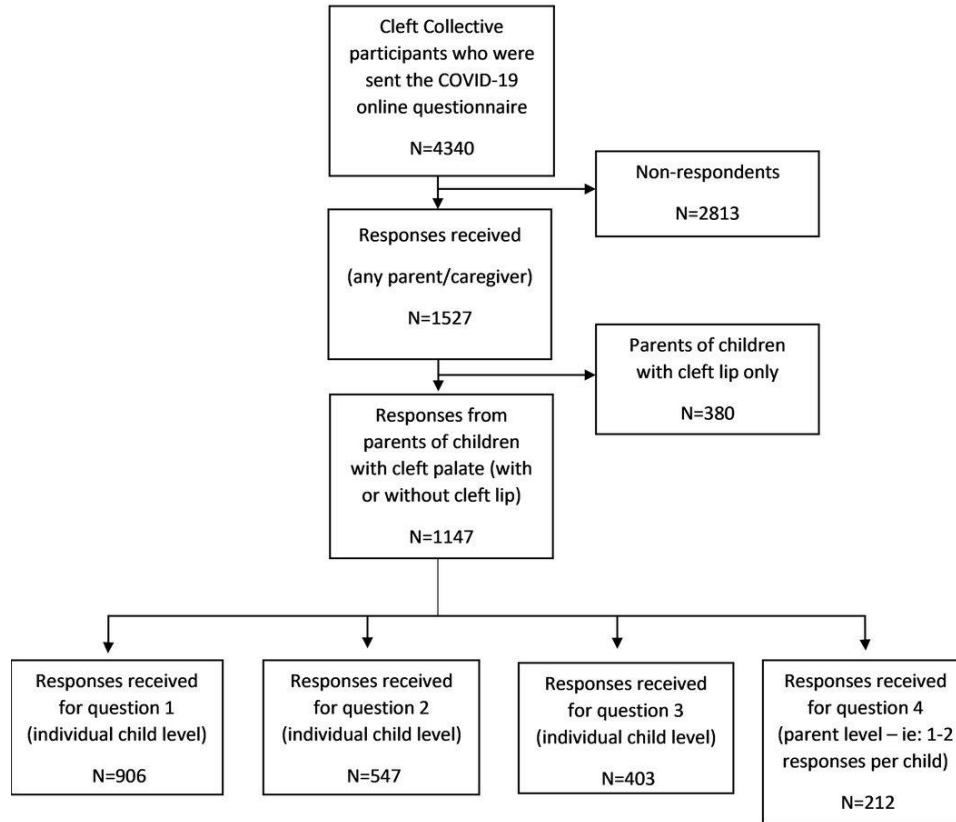 Cleft Collective
participants who were
sent the COVID-19
online questionnaire
N=4340
Non-respondents
N=2813
Responses received
(any parent/caregiver)
N=1527
Parents of children
with cleft lip only
N=380
Responses from
parents of children
with cleft palate (with
or without cleft lip)
N=1147
Responses received
for question 1
(individual child level)
N=906
Responses received
for question 2
(individual child level)
N=547
Responses received
for question 3
(individual child level)
N=403
Responses received
for question 4
(parent level – ie: 1-2
responses per child)
N=212